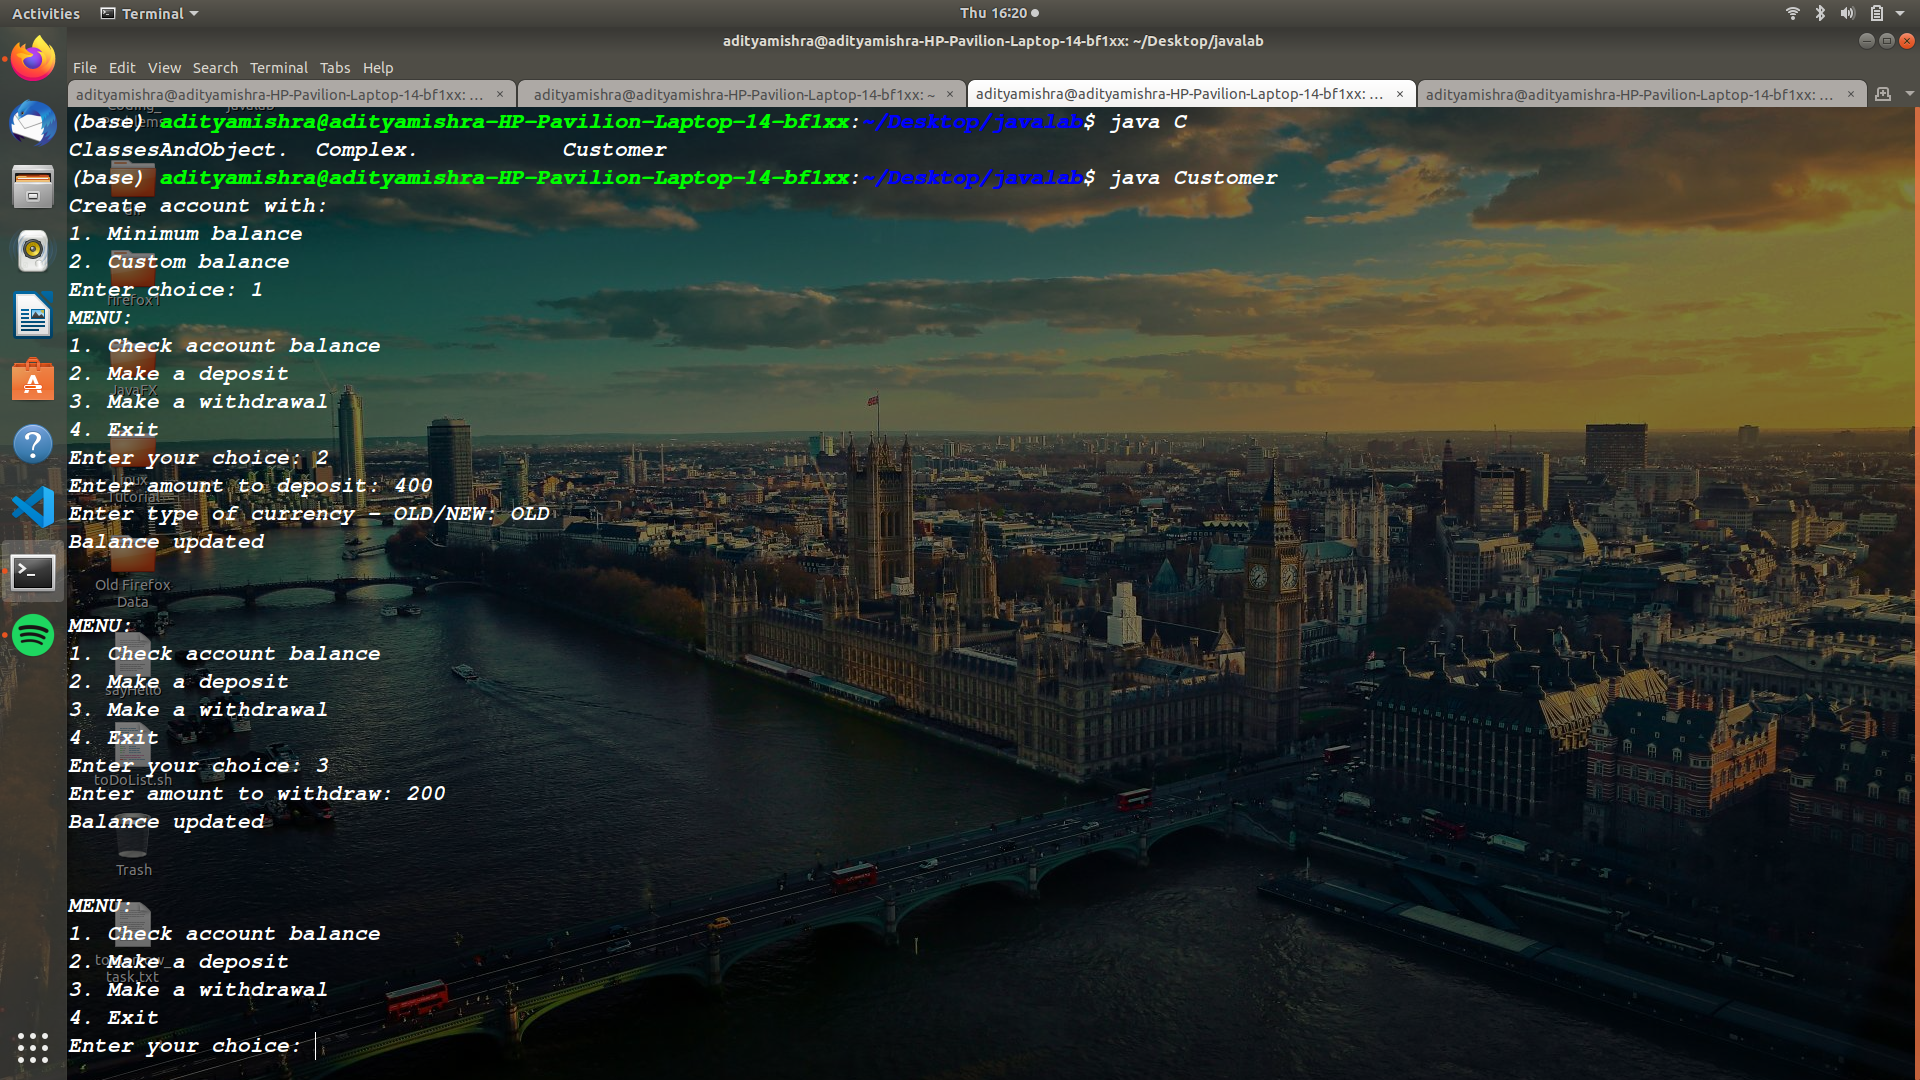 Activities Terminal Thu 16:20
adityamishra@adityamishra-HP-Pavilion-Laptop-14-bf1xx: ~/Desktop/javalab
File Edit View Search Terminal Tabs Help
adityamishra@adityamishra-HP-Pavilion-Laptop-14-bf1xx: ... adityamishra@adityamishra-HP-Pavilion-Laptop-14-bf1xx: ~ adityamishra@adityamishra-HP-Pavilion-Laptop-14-bf1xx: ... adityamishra@adityamishra-HP-Pavilion-Laptop-14-bf1xx: ...
(base) adityamishra@adityamishra-HP-Pavilion-Laptop-14-bf1xx:~/Desktop/javalab$ java C
ClassesAndObject. Complex. Customer
(base) adityamishra@adityamishra-HP-Pavilion-Laptop-14-bf1xx:~/Desktop/javalab$ java Customer
Create account with:
1. Minimum balance
2. Custom balance
Enter choice: 1
firefox1
MENU:
1. Check account balance
2. Make a deposit
JavaFX
3. Make a withdrawal
4. Exit
Enter your choice: 2
Enter amount to deposit: 400
Tutorial
Enter type of currency - OLD/NEW: OLD
Balance updated
Old Firefox
Data
MENU:
1. Check account balance
2. Make a deposit
sayHello
3. Make a withdrawal
4. Exit
Enter your choice: 3
toDoList.sh
Enter amount to withdraw: 200
Balance updated
Trash
MENU:
1. Check account balance
2. Make a deposit
task.txt
3. Make a withdrawal
4. Exit
Enter your choice: